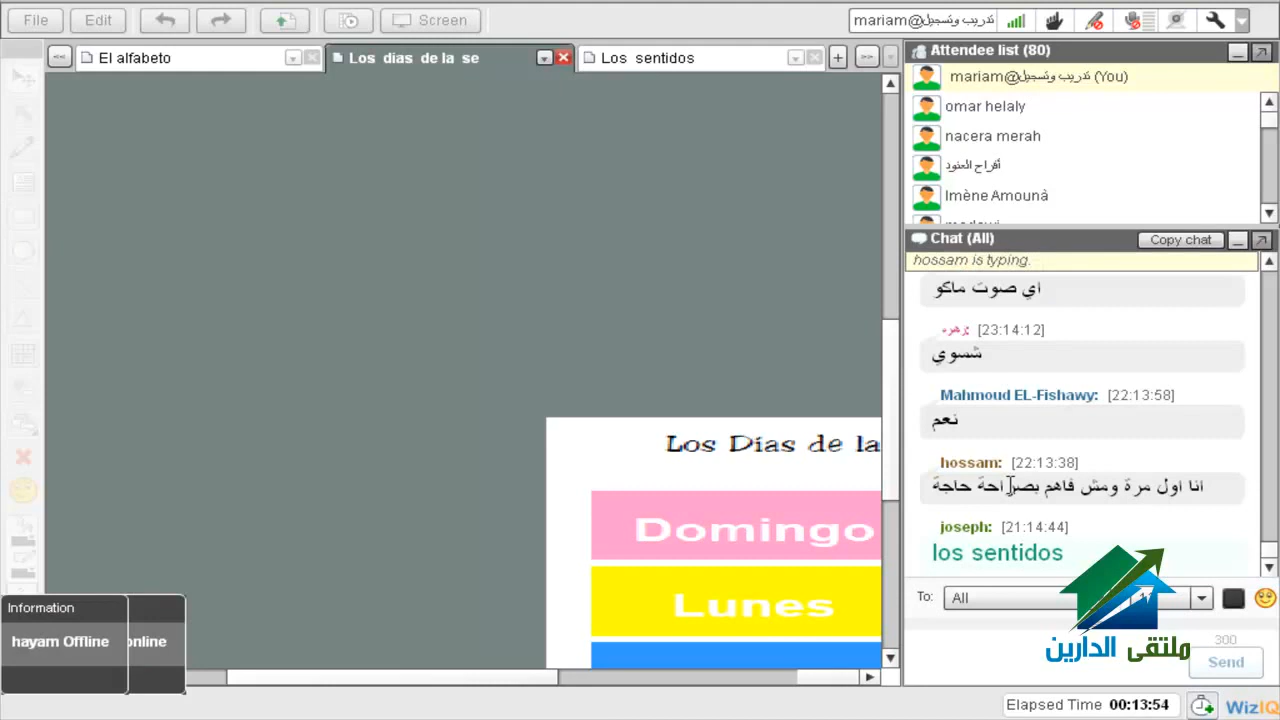 File
Edit
Screen
mariam@تدريب وتسجيل
<<
El alfabeto
Los dias de la se
Los sentidos
+
>>
Attendee list (80)
mariam@تدريب وتسجيل (You)
omar helaly
nacera merah
أفراح العنود
Imène Amounà
Chat (All)
Copy chat
hossam is typing.
اي صوت ماكو
زهره: [23:14:12]
شسوي
Mahmoud EL-Fishawy: [22:13:58]
نعم
hossam: [22:13:38]
انا اول مرة ومش فاهم بصراحة حاجة
joseph: [21:14:44]
los sentidos
To:
All
ملتقى الدارين
300
Send
Los Días de la
Domingo
Lunes
Information
hayam Offline
online
Elapsed Time 00:13:54
WizIQ